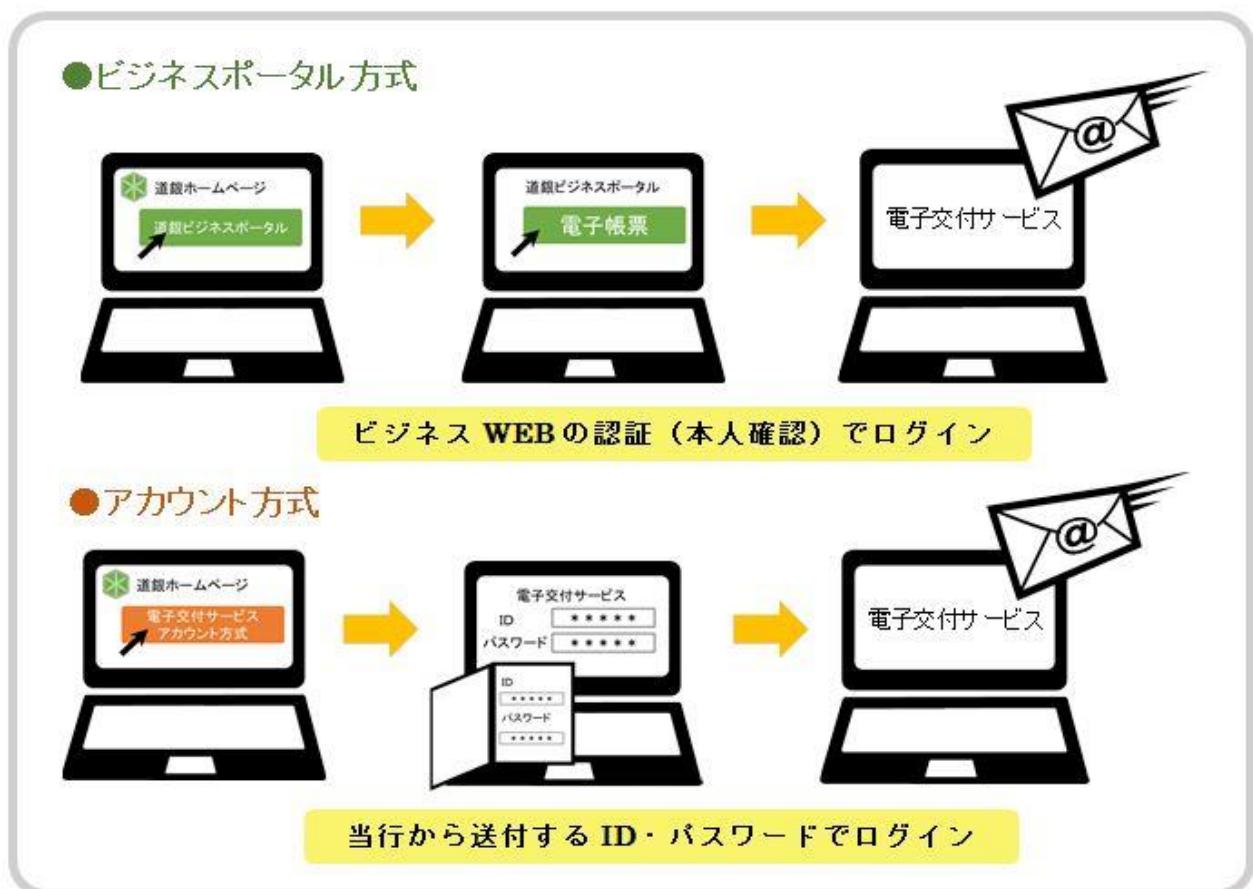 ●ビジネスポータル方式
道銀ホームページ
道銀ビジネスポータル
道銀ビジネスポータル
電子帳票
電子交付サービス
@
ビジネスWEBの認証（本人確認）でログイン
●アカウント方式
道銀ホームページ
電子交付サービス
アカウント方式
電子交付サービス
ID *****
パスワード *****
ID
*****
パスワード
*****
電子交付サービス
@
当行から送付するID・パスワードでログイン